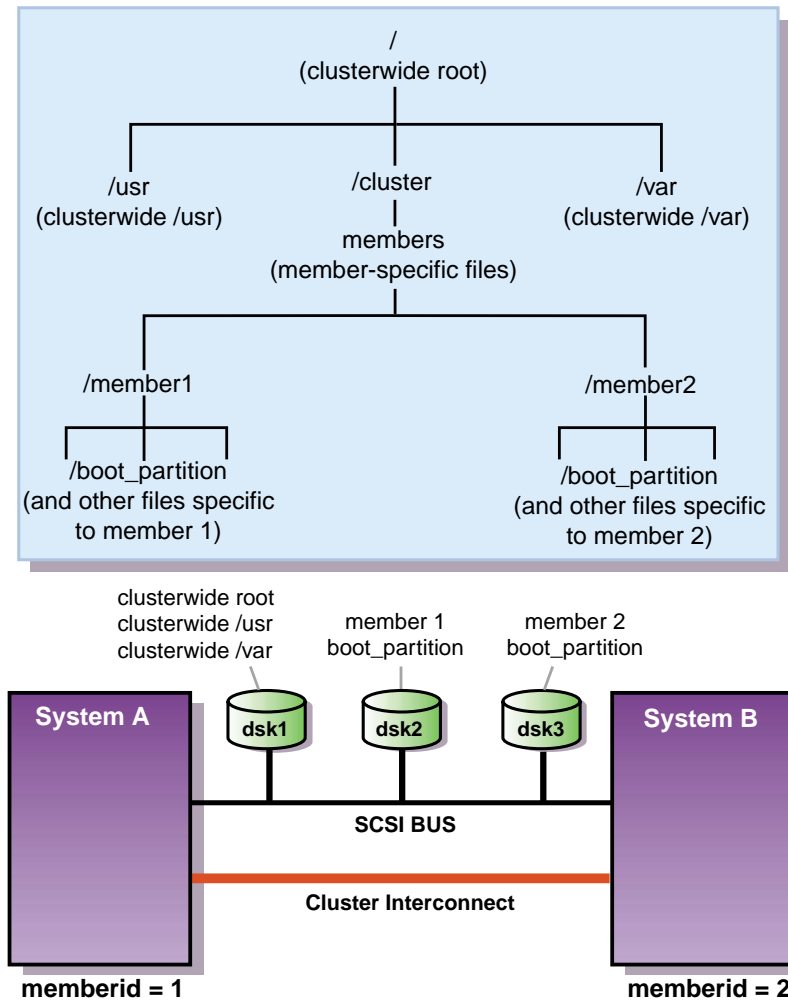 /
(clusterwide root)
/usr
(clusterwide /usr)
/cluster
/var
(clusterwide /var)
members
(member-specific files)
/member1
/member2
/boot_partition
(and other files specific
to member 1)
/boot_partition
(and other files specific
to member 2)
clusterwide root
clusterwide /usr
clusterwide /var
member 1
boot_partition
member 2
boot_partition
System A
dsk1
dsk2
dsk3
System B
SCSI BUS
Cluster Interconnect
memberid = 1
memberid = 2